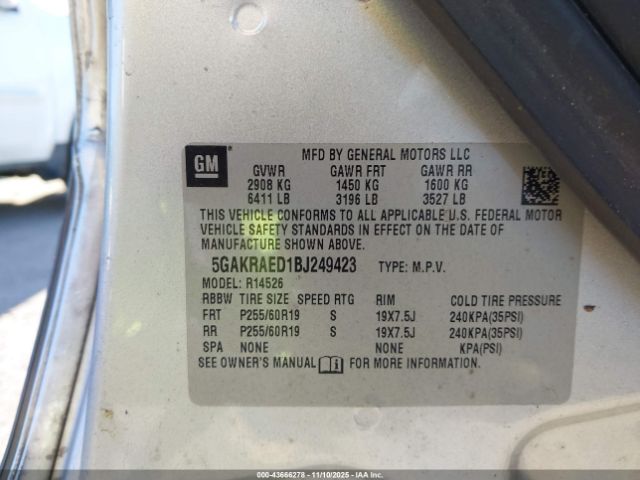 GM
MFD BY GENERAL MOTORS LLC
GVWR GAWR FRT GAWR RR
2908 KG 1450 KG 1600 KG
6411 LB 3196 LB 3527 LB
THIS VEHICLE CONFORMS TO ALL APPLICABLE U.S. FEDERAL MOTOR
VEHICLE SAFETY STANDARDS IN EFFECT ON THE DATE OF
MANUFACTURE SHOWN ABOVE.
5GAKRAED1BJ249423 TYPE: M.P.V.
MODEL: R14526
RBBW TIRE SIZE SPEED RTG RIM COLD TIRE PRESSURE
FRT P255/60R19 S 19X7.5J 240KPA(35PSI)
RR P255/60R19 S 19X7.5J 240KPA(35PSI)
SPA NONE NONE KPA(PSI)
SEE OWNER'S MANUAL FOR MORE INFORMATION.
000-43666278 - 11/10/2025 - IAAI, Inc.